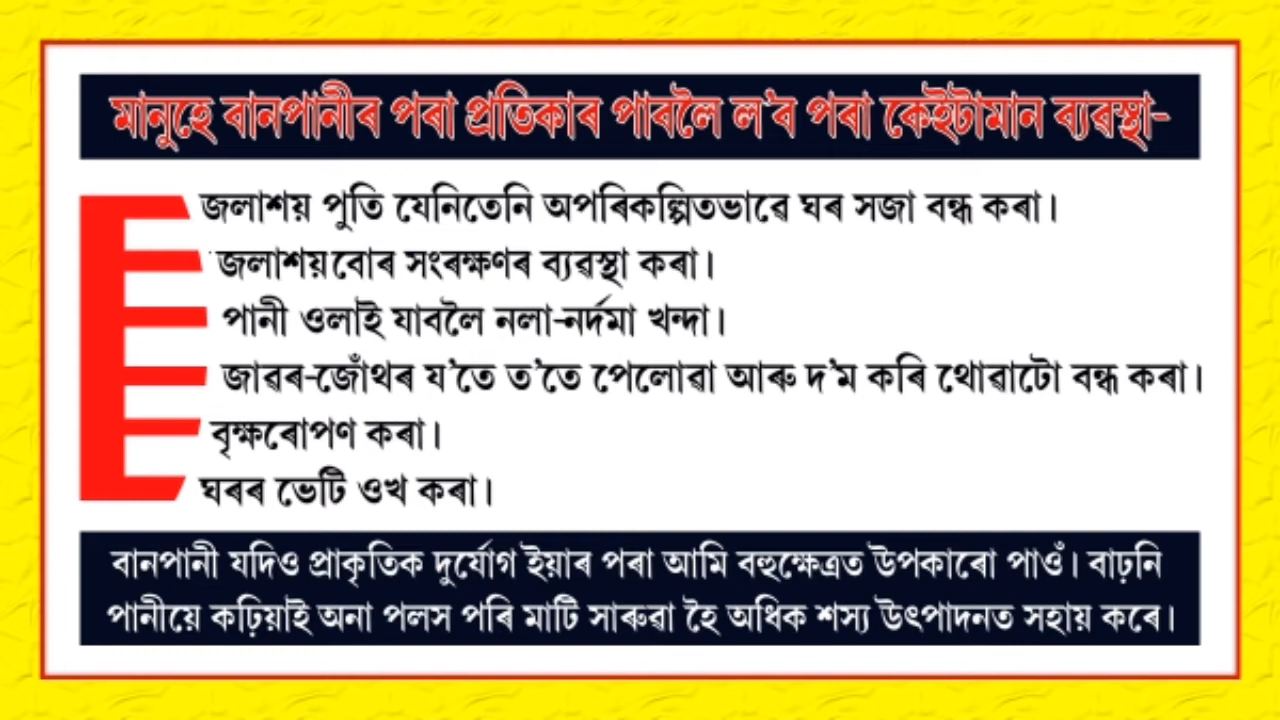 মানুহে বানপানীৰ পৰা প্ৰতিকাৰ পাবলৈ ল'ব পৰা কেইটামান ব্যৱস্থা-
জলাশয় পুতি যেনিতেনি অপৰিকল্পিতভাৱে ঘৰ সজা বন্ধ কৰা।
জলাশয়বোৰ সংৰক্ষণৰ ব্যৱস্থা কৰা।
পানী ওলাই যাবলৈ নলা-নৰ্দমা খন্দা।
জাৱৰ-জোঁথৰ য'তে ত'তে পেলোৱা আৰু দ'ম কৰি থোৱাটো বন্ধ কৰা।
বৃক্ষৰোপণ কৰা।
ঘৰৰ ভেটি ওখ কৰা।
বানপানী যদিও প্ৰাকৃতিক দুৰ্যোগ ইয়াৰ পৰা আমি বহুক্ষেত্ৰত উপকাৰো পাওঁ। বাঢ়নি
পানীয়ে কঢ়িয়াই অনা পলস পৰি মাটি সাৰুৱা হৈ অধিক শস্য উৎপাদনত সহায় কৰে।